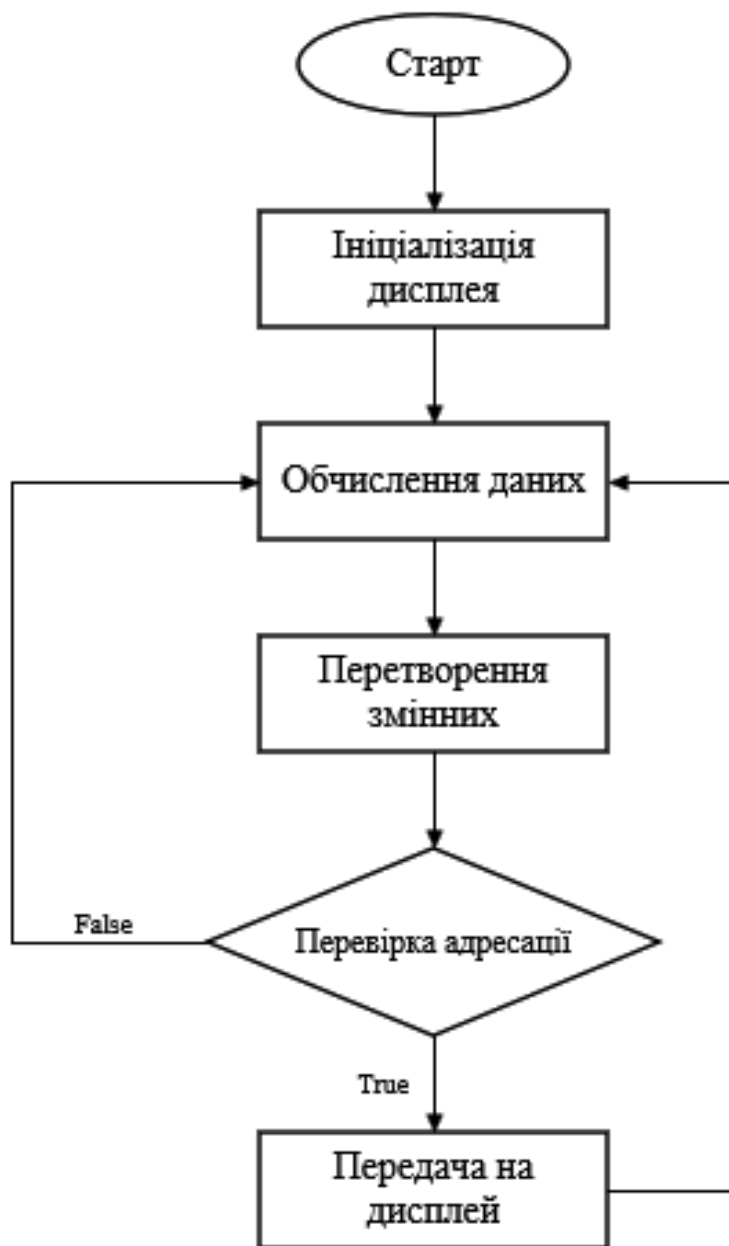 Старт
Ініціалізація
дисплея
Обчислення даних
Перетворення
змінних
False
Перевірка адресації
True
Передача на
дисплей